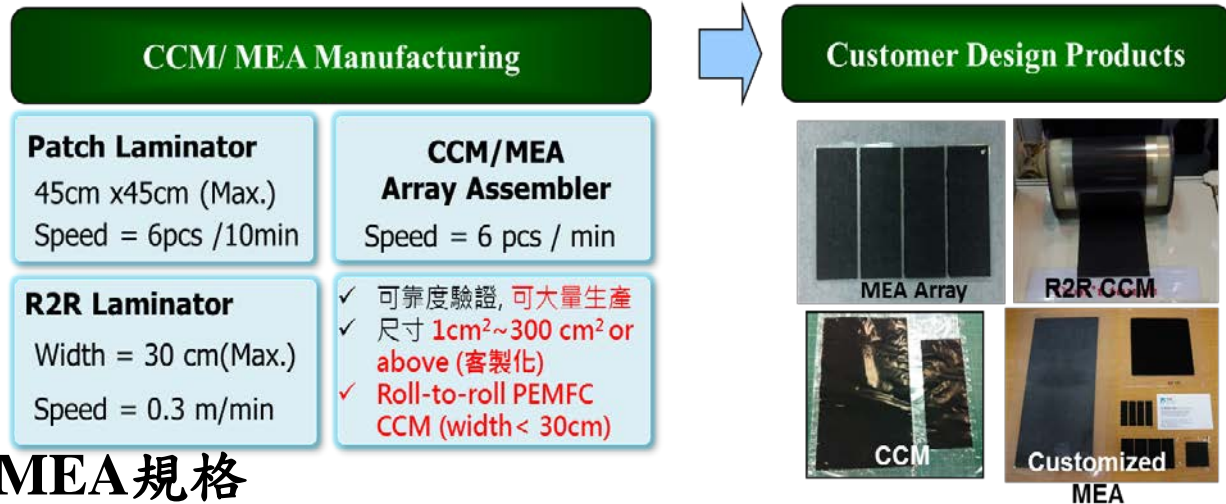 CCM/ MEA Manufacturing
Customer Design Products
Patch Laminator
45cm x45cm (Max.)
Speed = 6pcs /10min
CCM/MEA
Array Assembler
Speed = 6 pcs / min
R2R Laminator
Width = 30 cm(Max.)
Speed = 0.3 m/min
✓ 可靠度驗證, 可大量生產
✓ 尺寸 1cm²~300 cm² or
above (客製化)
✓ Roll-to-roll PEMFC
CCM (width< 30cm)
MEA Array
R2R CCM
CCM
Customized
MEA
MEA規格